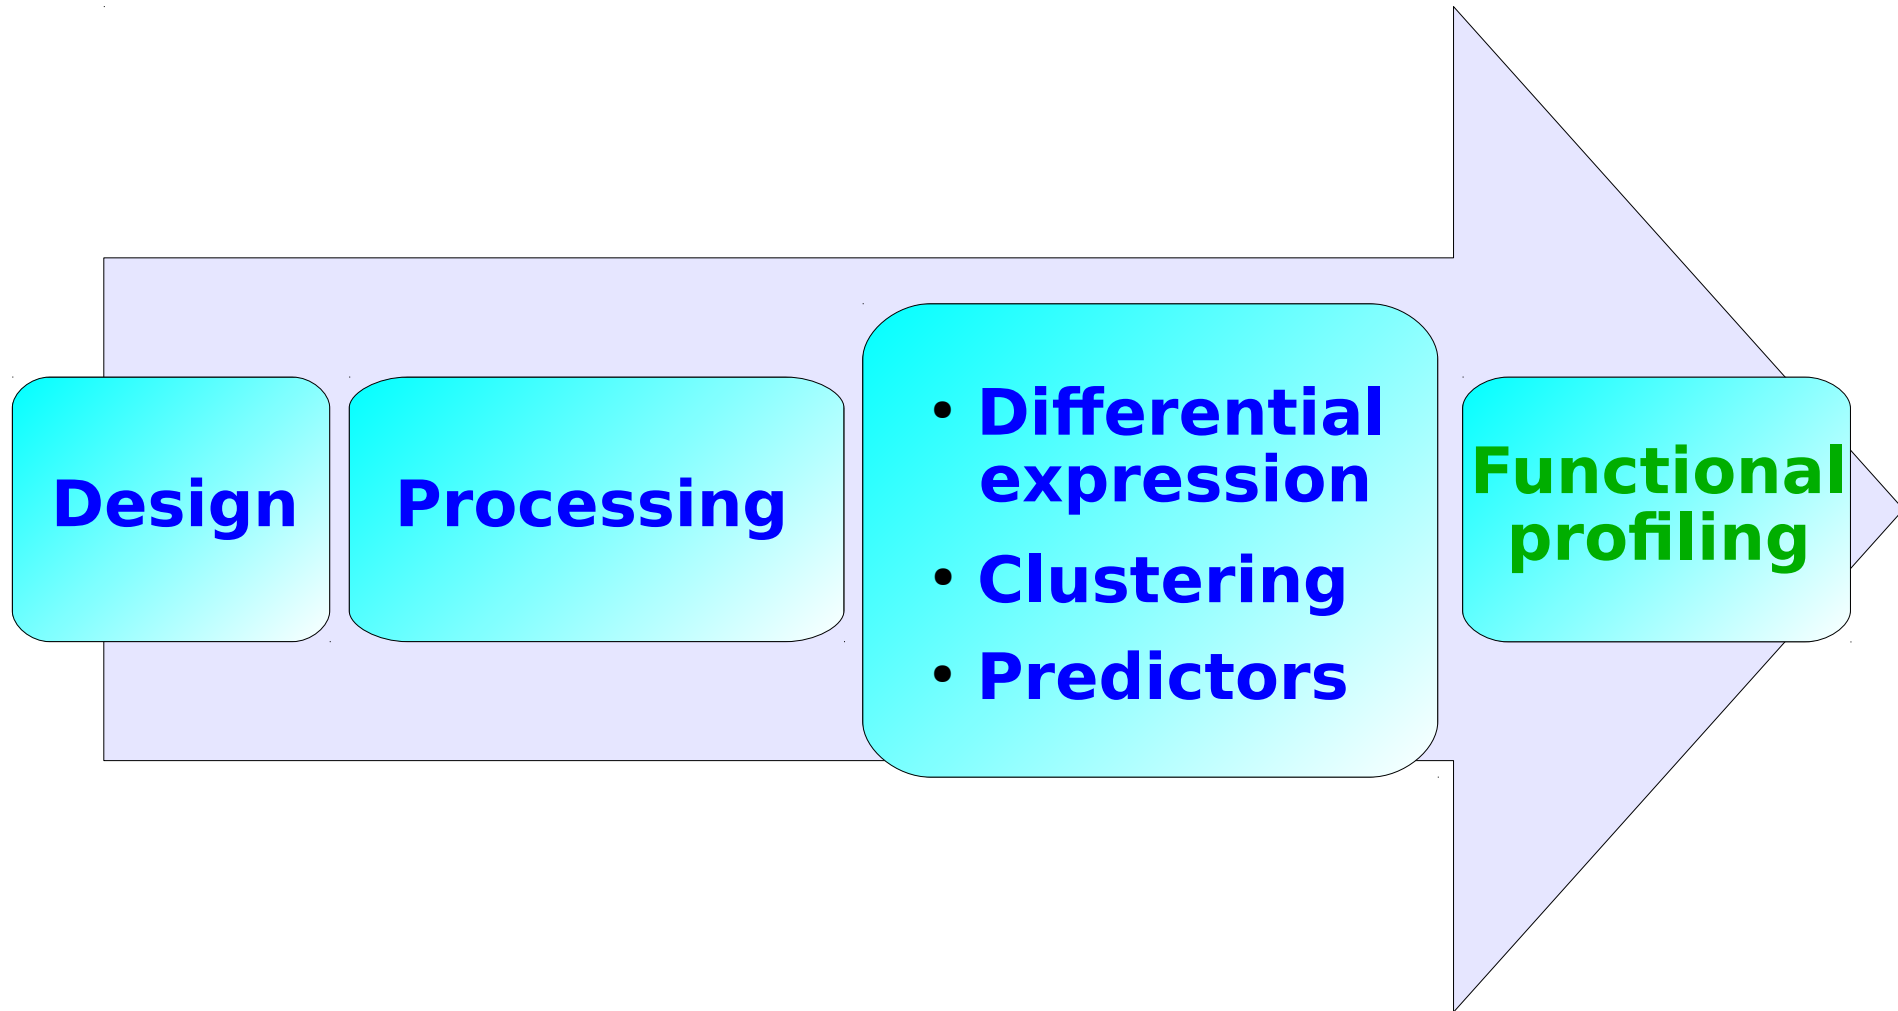 Design
Processing
• Differential
expression
• Clustering
• Predictors
Functional
profiling